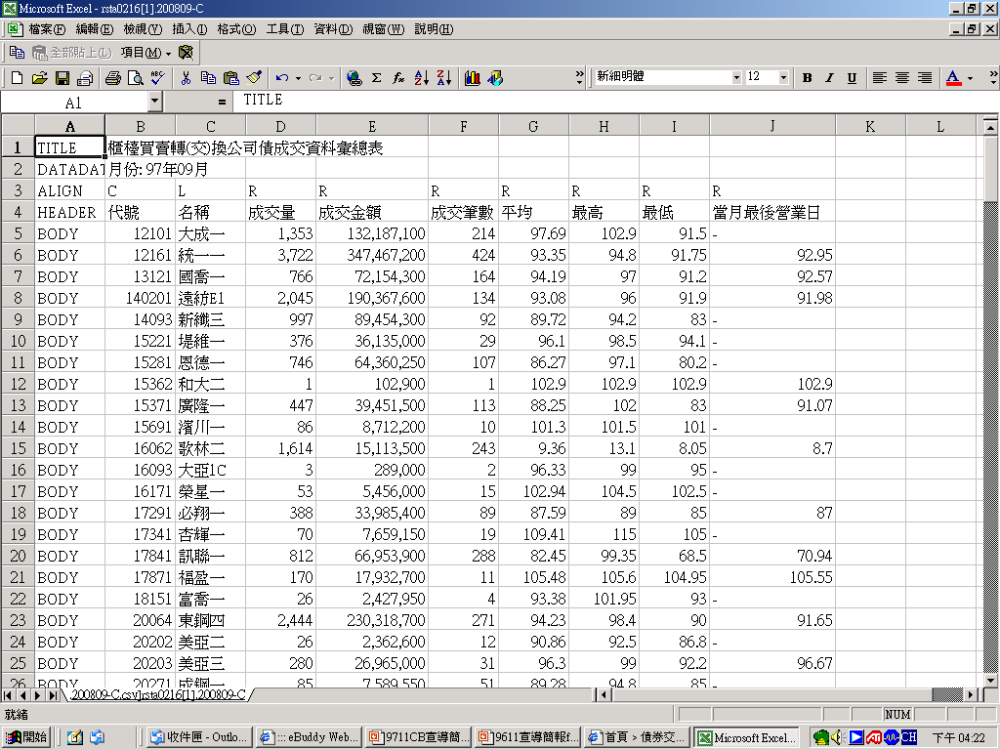 Microsoft Excel - rsta0216[1].200809-C
檔案(F) 編輯(E) 檢視(V) 插入(I) 格式(O) 工具(T) 資料(D) 視窗(W) 說明(H)
全部貼上(L) 項目(M)
新細明體 12 B I U A
A1 = TITLE
A B C D E F G H I J K L
1 TITLE 櫃檯買賣轉(交)換公司債成交資料彙總表
2 DATADAT 月份: 97年09月
3 ALIGN C L R R R R R R R
4 HEADER 代號 名稱 成交量 成交金額 成交筆數 平均 最高 最低 當月最後營業日
5 BODY 12101 大成一 1,353 132,187,100 214 97.69 102.9 91.5 -
6 BODY 12161 統一一 3,722 347,467,200 424 93.35 94.8 91.75 92.95
7 BODY 13121 國喬一 766 72,154,300 164 94.19 97 91.2 92.57
8 BODY 140201 遠紡E1 2,045 190,367,600 134 93.08 96 91.9 91.98
9 BODY 14093 新纖三 997 89,454,300 92 89.72 94.2 83 -
10 BODY 15221 堤維一 376 36,135,000 29 96.1 98.5 94.1 -
11 BODY 15281 恩德一 746 64,360,250 107 86.27 97.1 80.2 -
12 BODY 15362 和大二 1 102,900 1 102.9 102.9 102.9 102.9
13 BODY 15371 廣隆一 447 39,451,500 113 88.25 102 83 91.07
14 BODY 15691 濱川一 86 8,712,200 10 101.3 101.5 101 -
15 BODY 16062 歌林二 1,614 15,113,500 243 9.36 13.1 8.05 8.7
16 BODY 16093 大亞1C 3 289,000 2 96.33 99 95 -
17 BODY 16171 榮星一 53 5,456,000 15 102.94 104.5 102.5 -
18 BODY 17291 必翔一 388 33,985,400 89 87.59 89 85 87
19 BODY 17341 杏輝一 70 7,659,150 19 109.41 115 105 -
20 BODY 17841 訊聯一 812 66,953,900 288 82.45 99.35 68.5 70.94
21 BODY 17871 福盈一 170 17,932,700 11 105.48 105.6 104.95 105.55
22 BODY 18151 富喬一 26 2,427,950 4 93.38 101.95 93 -
23 BODY 20064 東鋼四 2,444 230,318,700 271 94.23 98.4 90 91.65
24 BODY 20202 美亞二 26 2,362,600 12 90.86 92.5 86.8 -
25 BODY 20203 美亞三 280 26,965,000 31 96.3 99 92.2 96.67
26 BODY 20271 成鋼一 85 7,589,550 51 89.28 94.8 85 -
200809-C.csv]rsta0216[1].200809-C
就緒 NUM
開始 收件匣 - Outlo... ::: eBuddy Web... 9711CB宣導簡... 9611宣導簡報f... 首頁 > 債券交... Microsoft Excel... CH 下午 04:22